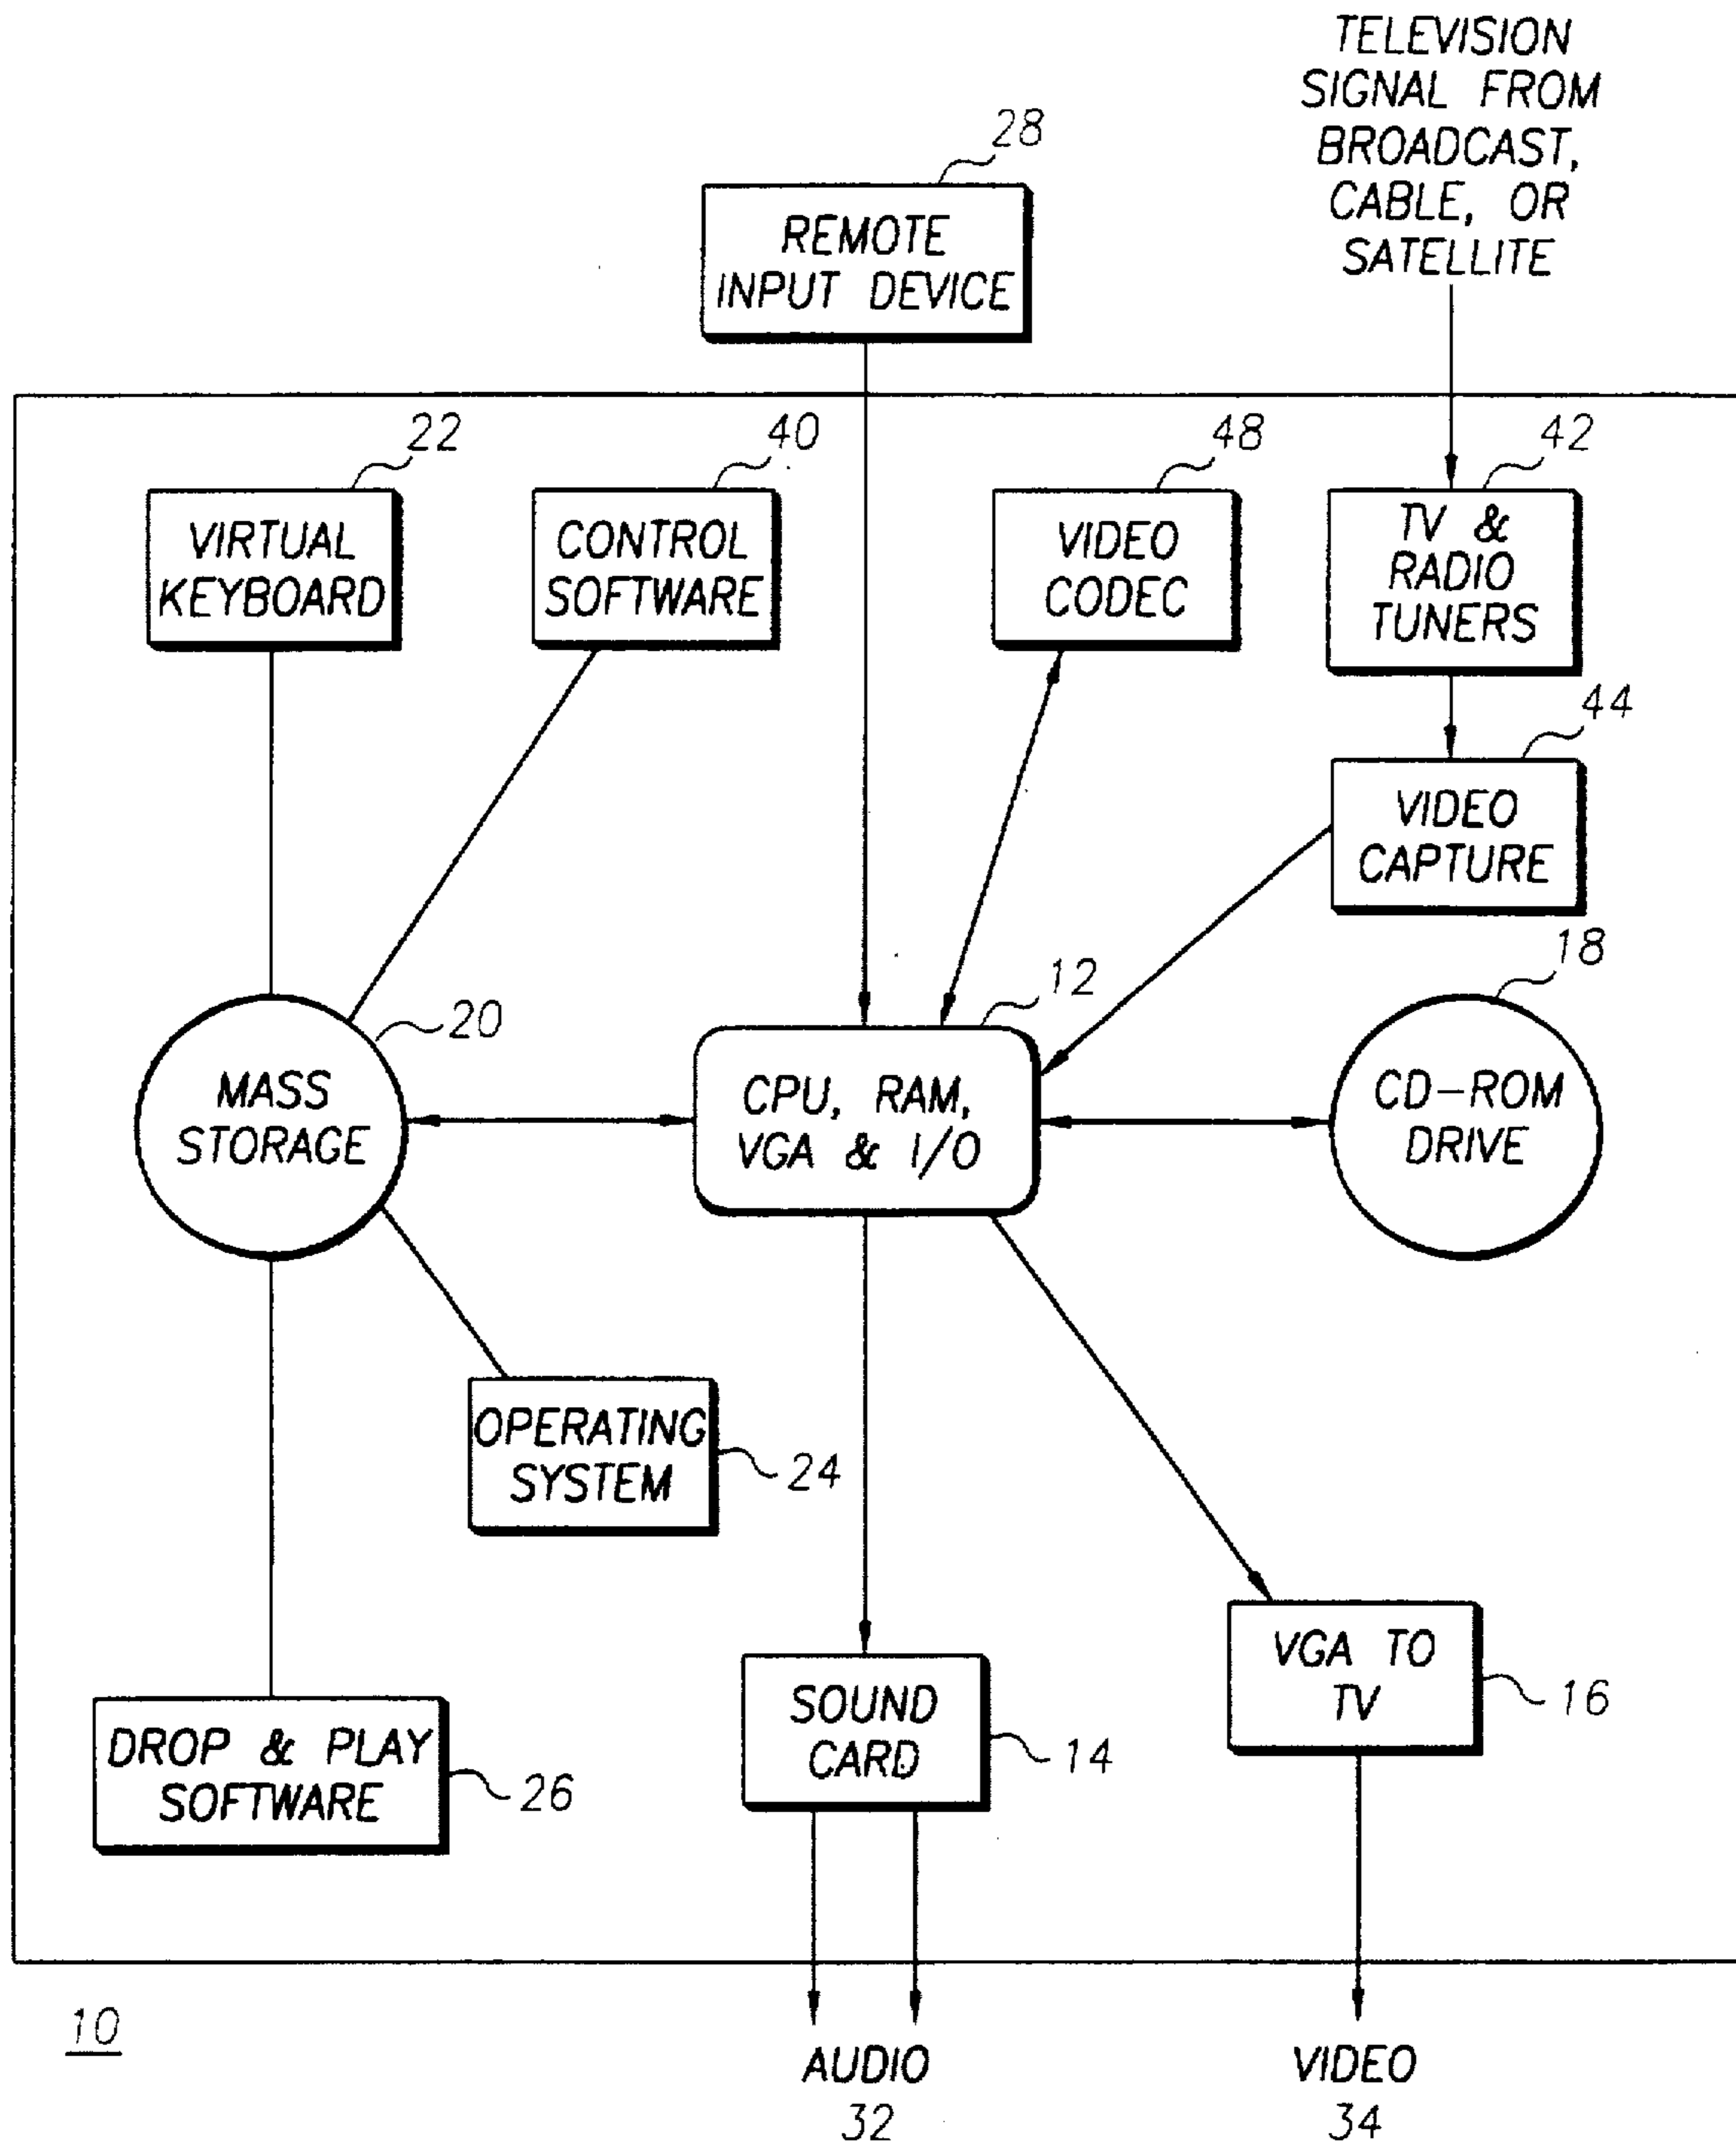 TELEVISION
SIGNAL FROM
BROADCAST,
CABLE, OR
SATELLITE
28
REMOTE
INPUT DEVICE
22
40
48
42
VIRTUAL
KEYBOARD
CONTROL
SOFTWARE
VIDEO
CODEC
TV &
RADIO
TUNERS
44
VIDEO
CAPTURE
20
12
18
MASS
STORAGE
CPU, RAM,
VGA & I/O
CD-ROM
DRIVE
OPERATING
SYSTEM
24
DROP & PLAY
SOFTWARE
26
SOUND
CARD
14
VGA TO
TV
16
10
AUDIO
32
VIDEO
34